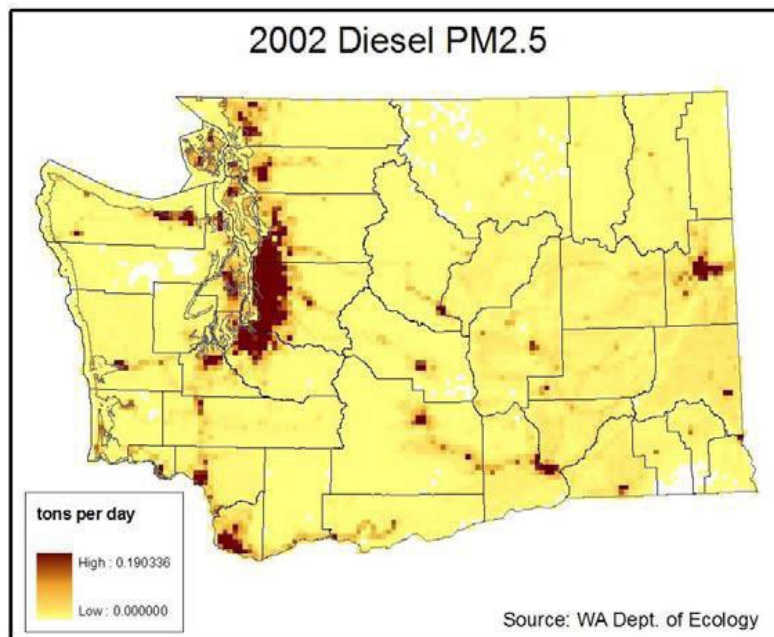 2002 Diesel PM2.5
tons per day
High : 0.190336
Low : 0.000000
Source: WA Dept. of Ecology